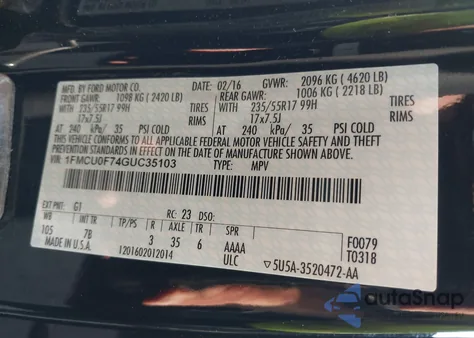 MFD. BY FORD MOTOR CO. DATE: 02/16 GVWR: 2096 KG ( 4620 LB)
FRONT GAWR: 1098 KG ( 2420 LB) REAR GAWR: 1006 KG ( 2218 LB)
WITH 235/55R17 99H TIRES WITH 235/55R17 99H TIRES
17x7.5J RIMS 17x7.5J RIMS
AT 240 kPa/ 35 PSI COLD AT 240 kPa/ 35 PSI COLD
THIS VEHICLE CONFORMS TO ALL APPLICABLE FEDERAL MOTOR VEHICLE SAFETY AND BUMPER AND THEFT
PREVENTION STANDARDS IN EFFECT ON THE DATE OF MANUFACTURE SHOWN ABOVE.
VIN: 1FMCU0F74GUC35103 TYPE: MPV
EXT PNT: G1 RC: 23 DSO:
WB INT TR TP/PS R AXLE TR SPR F0079
105 7B 3 35 6 AAAA T0318
MADE IN U.S.A. 1201602012014 ULC 5U5A-3520472-AA
autoSnap